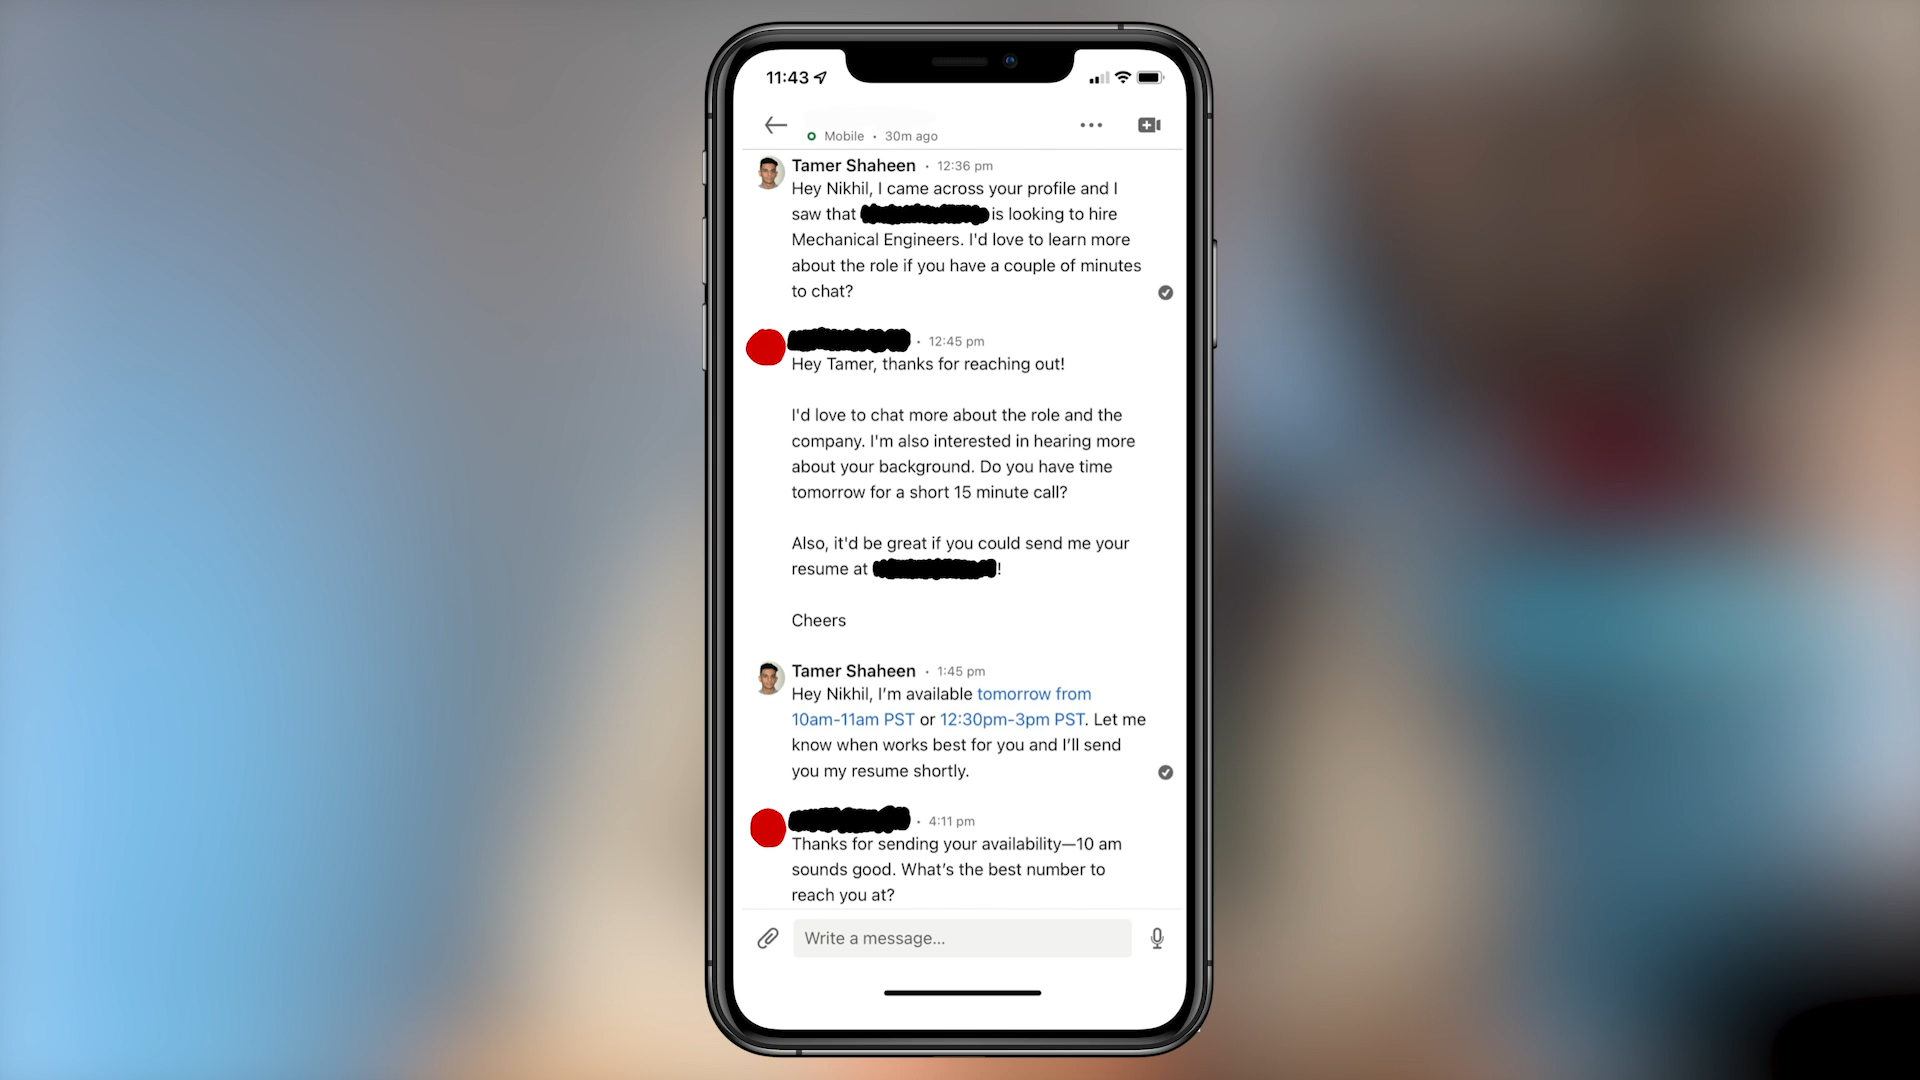 11:43
Mobile • 30m ago
Tamer Shaheen • 12:36 pm
Hey Nikhil, I came across your profile and I
saw that is looking to hire
Mechanical Engineers. I'd love to learn more
about the role if you have a couple of minutes
to chat?
• 12:45 pm
Hey Tamer, thanks for reaching out!
I'd love to chat more about the role and the
company. I'm also interested in hearing more
about your background. Do you have time
tomorrow for a short 15 minute call?
Also, it'd be great if you could send me your
resume at !
Cheers
Tamer Shaheen • 1:45 pm
Hey Nikhil, I’m available tomorrow from
10am-11am PST or 12:30pm-3pm PST. Let me
know when works best for you and I’ll send
you my resume shortly.
• 4:11 pm
Thanks for sending your availability—10 am
sounds good. What’s the best number to
reach you at?
Write a message...